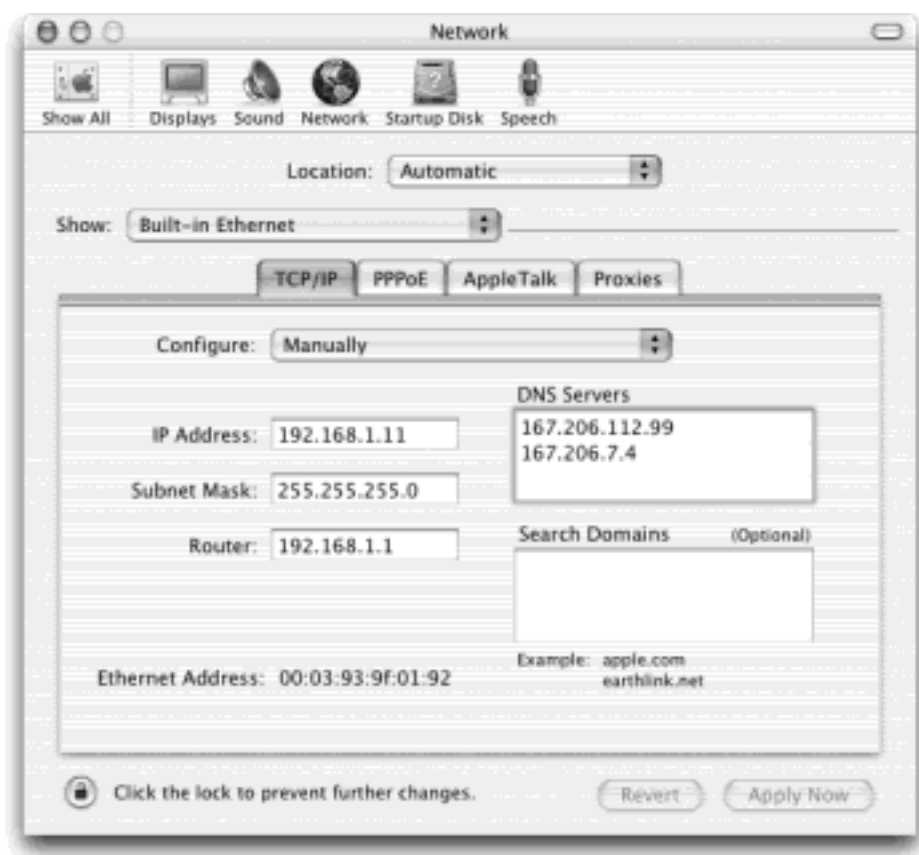 Network
Show All Displays Sound Network Startup Disk Speech
Location: Automatic
Show: Built-in Ethernet
TCP/IP PPPoE AppleTalk Proxies
Configure: Manually
DNS Servers
IP Address: 192.168.1.11
167.206.112.99
167.206.7.4
Subnet Mask: 255.255.255.0
Router: 192.168.1.1
Search Domains (Optional)
Example: apple.com
earthlink.net
Ethernet Address: 00:03:93:9f:01:92
Click the lock to prevent further changes.
Revert Apply Now